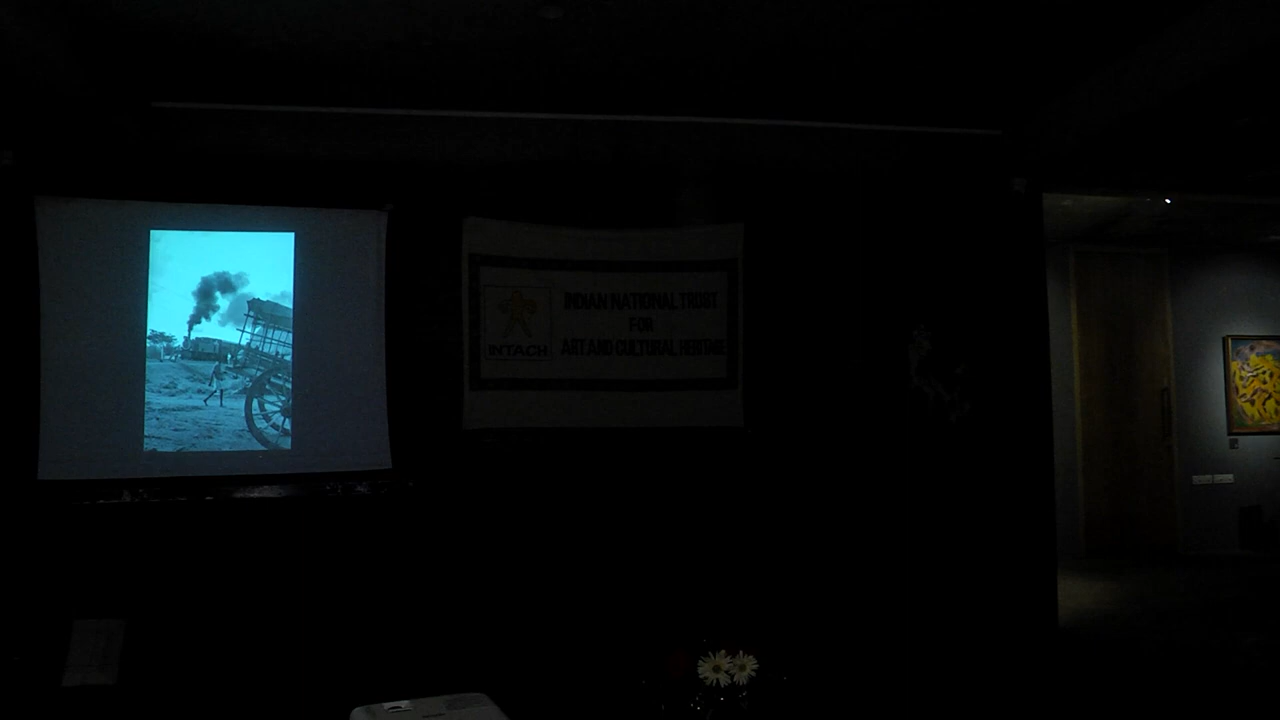 INTACH
INDIAN NATIONAL TRUST
FOR
ART AND CULTURAL HERITAGE